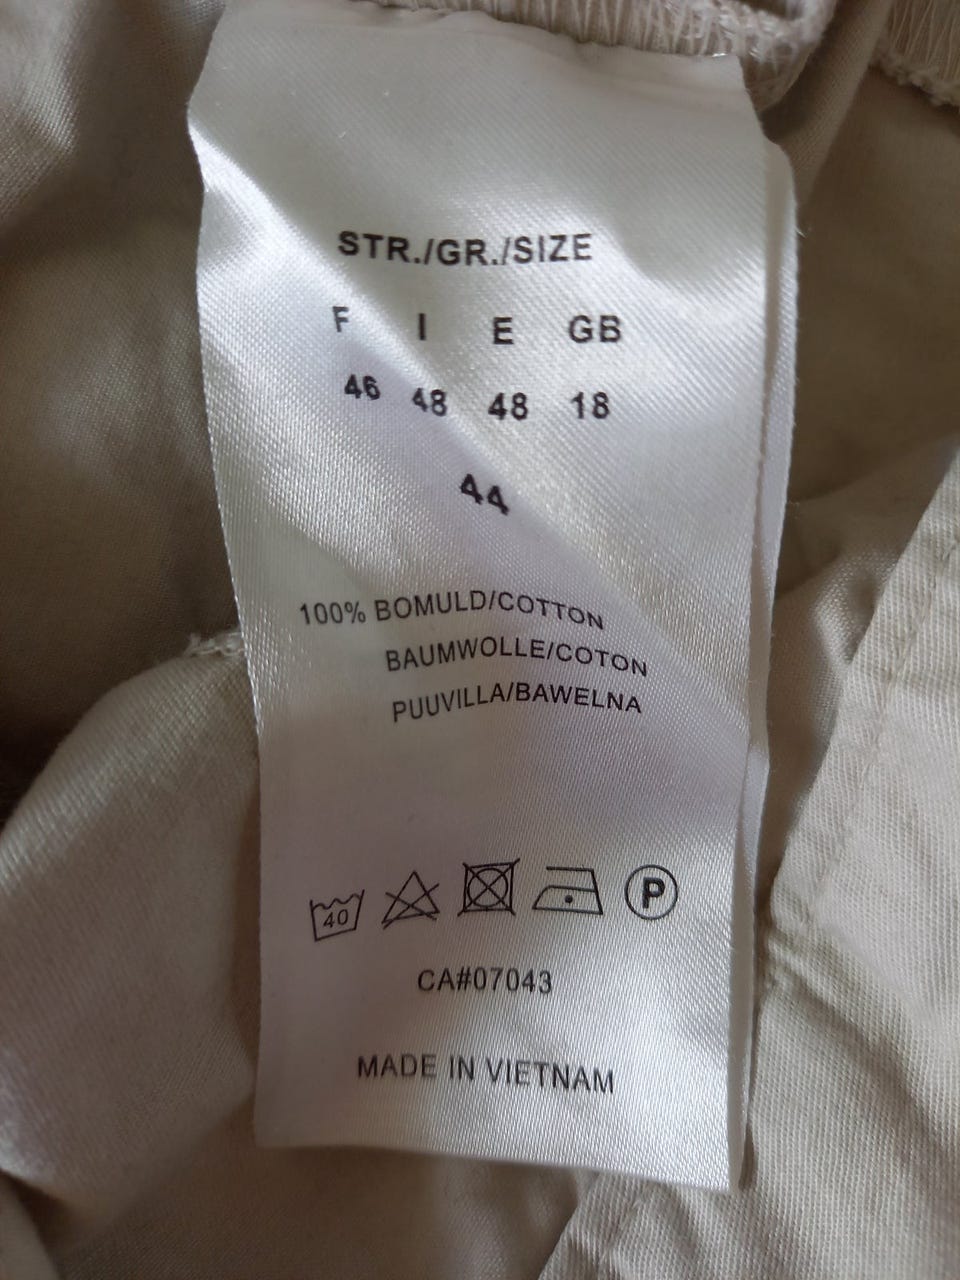 STR./GR./SIZE
F I E GB
46 48 48 18
44
100% BOMULD/COTTON
BAUMWOLLE/COTON
PUUVILLA/BAWELNA
40 P
CA#07043
MADE IN VIETNAM